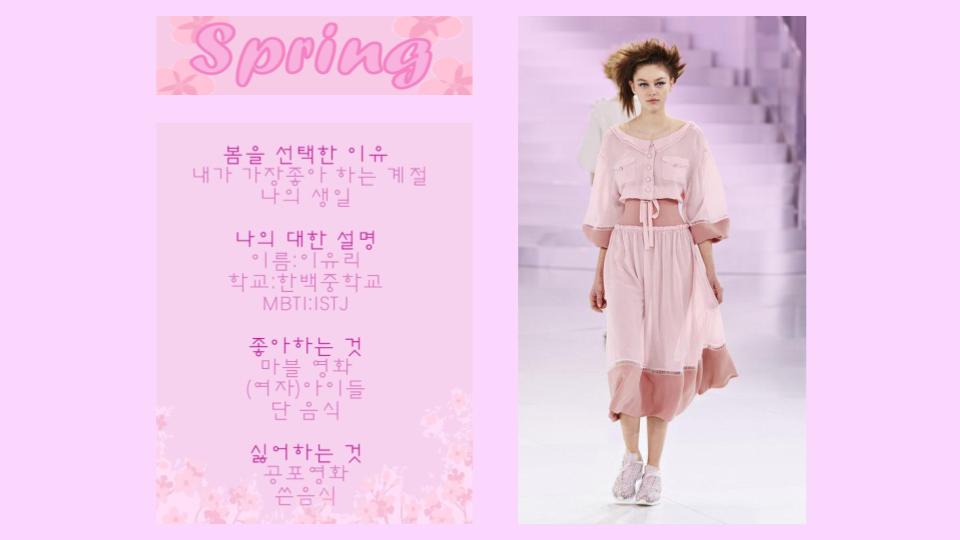 Spring
봄을 선택한 이유
내가 가장좋아 하는 계절
나의 생일
나의 대한 설명
이름:이유리
학교:한백중학교
MBTI:ISTJ
좋아하는 것
마블 영화
(여자)아이들
단 음식
싫어하는 것
공포영화
쓴음식